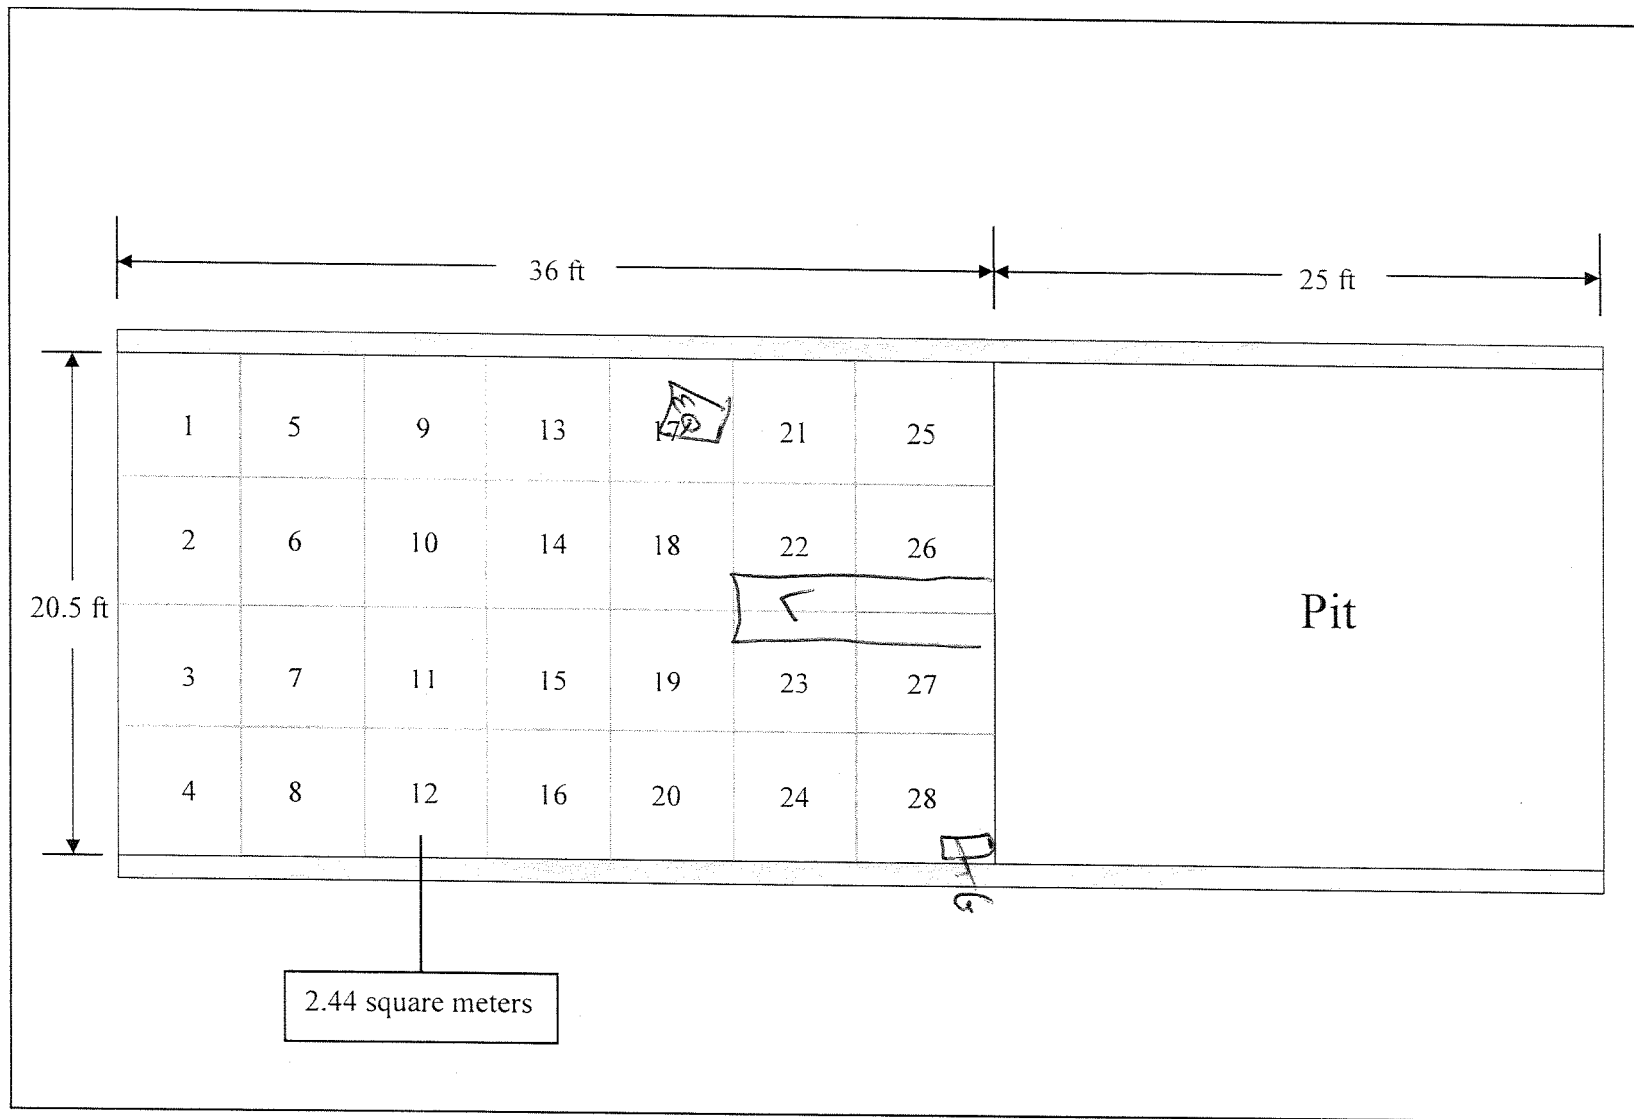 36 ft 25 ft
1 5 9 13 17 21 25
2 6 10 14 18 22 26
20.5 ft
Pit
3 7 11 15 19 23 27
4 8 12 16 20 24 28
2.44 square meters